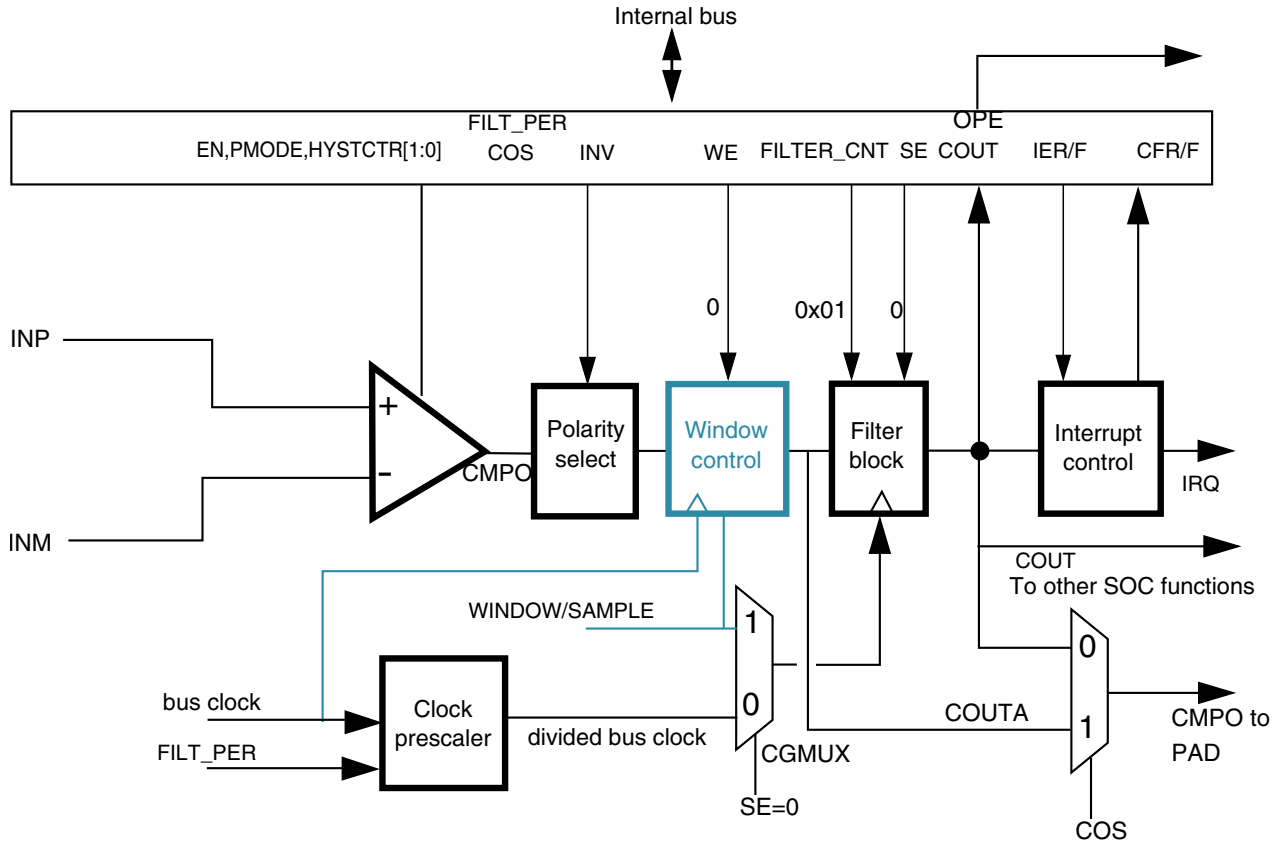 Internal bus
OPE
FILT_PER
EN,PMODE,HYSTCTR[1:0]
COS
INV
WE
FILTER_CNT
SE
COUT
IER/F
CFR/F
0
0x01
0
INP
+
-
INM
CMPO
Polarity
select
Window
control
Filter
block
Interrupt
control
IRQ
COUT
To other SOC functions
WINDOW/SAMPLE
1
0
CGMUX
SE=0
bus clock
FILT_PER
Clock
prescaler
divided bus clock
COUTA
0
1
CMPO to
PAD
COS